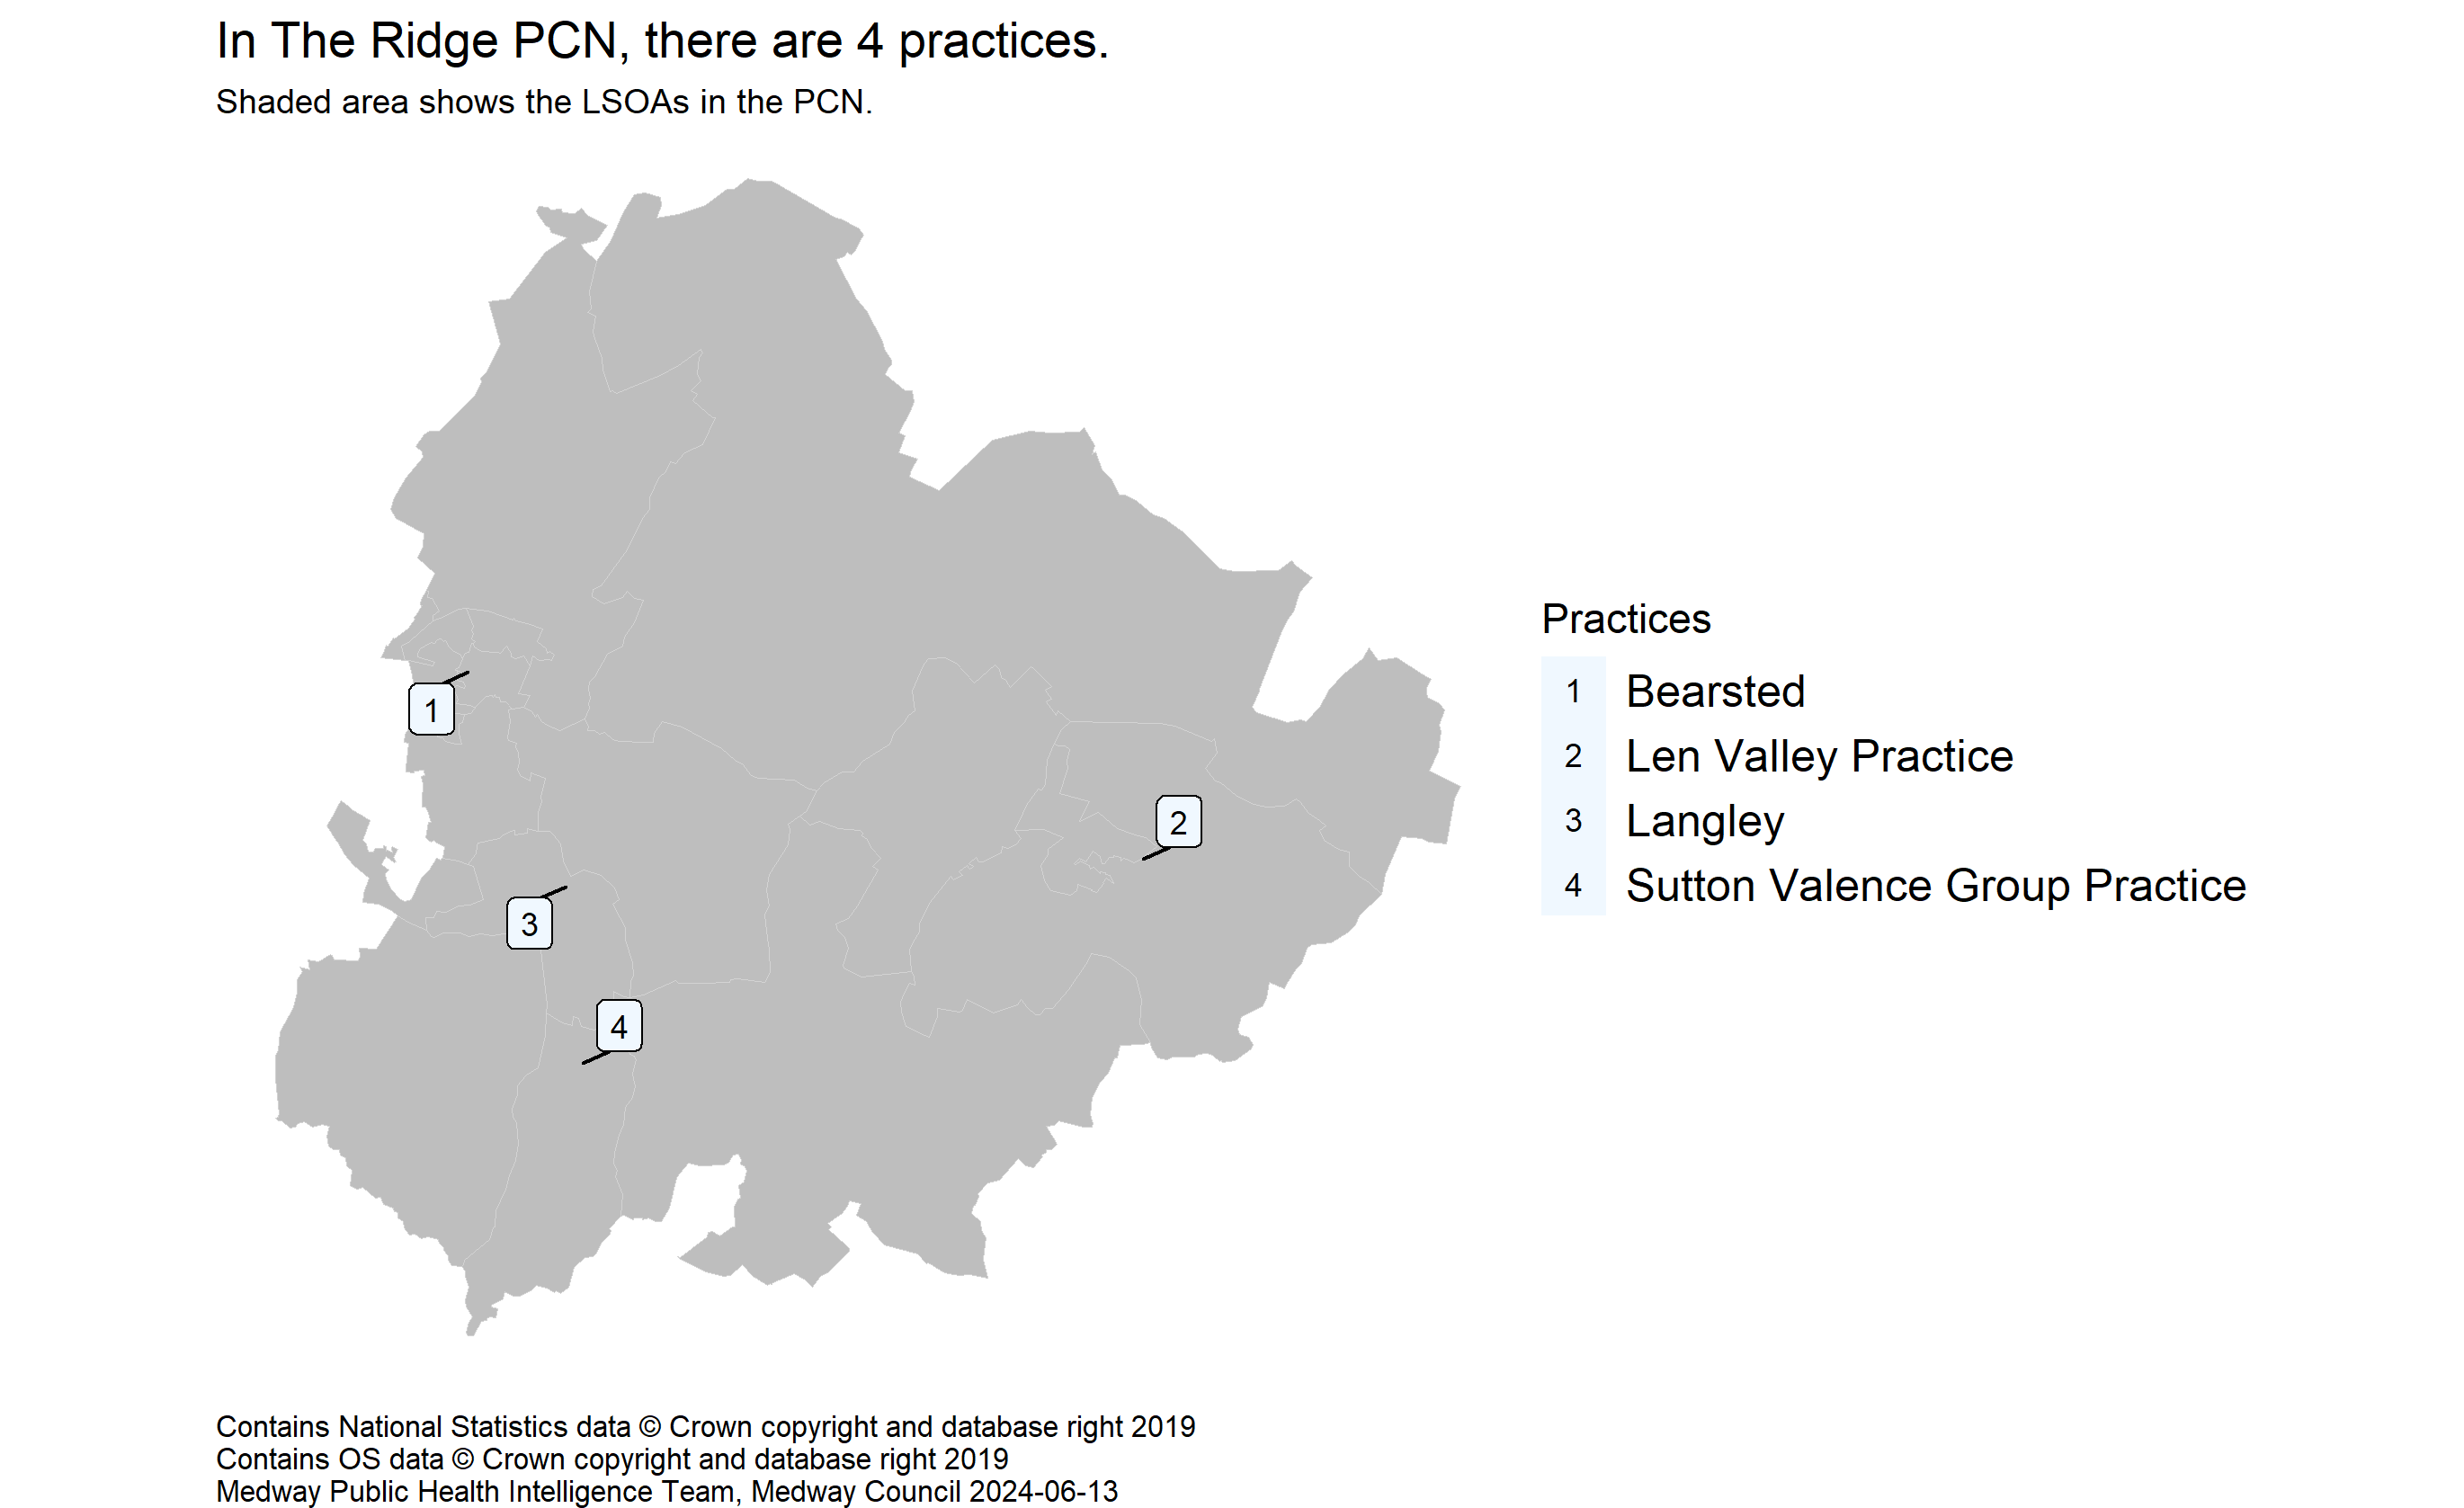 In The Ridge PCN, there are 4 practices.
Shaded area shows the LSOAs in the PCN.
1
2
3
4
Practices
1 Bearsted
2 Len Valley Practice
3 Langley
4 Sutton Valence Group Practice
Contains National Statistics data © Crown copyright and database right 2019
Contains OS data © Crown copyright and database right 2019
Medway Public Health Intelligence Team, Medway Council 2024-06-13